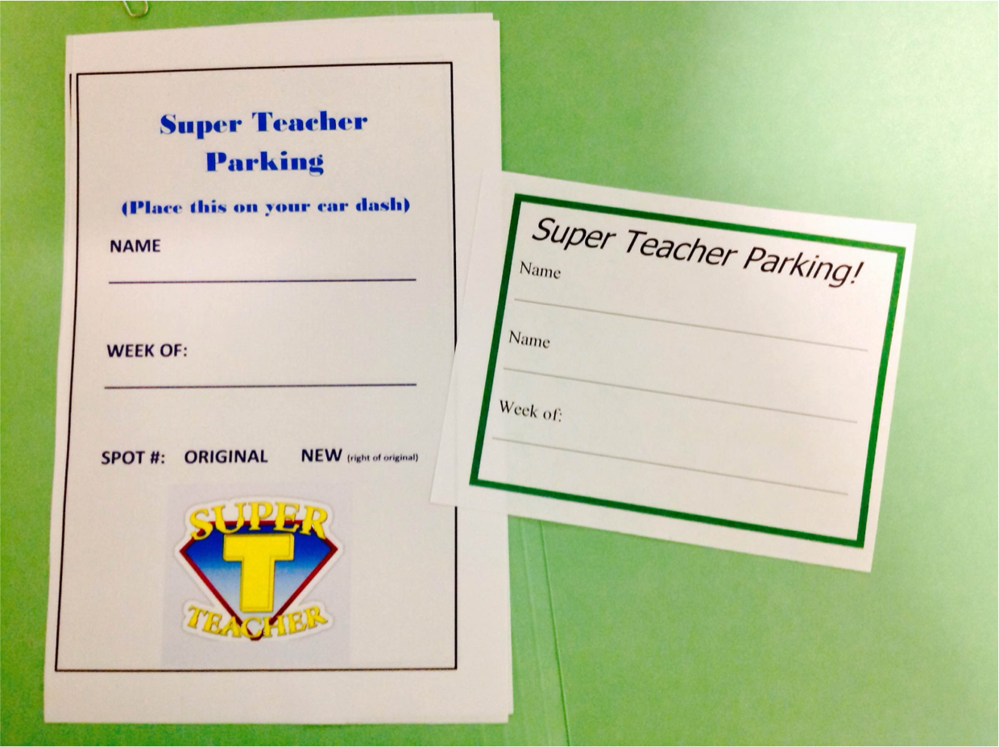 Super Teacher
Parking
(Place this on your car dash)
NAME
WEEK OF:
SPOT #: ORIGINAL NEW (right of original)
SUPER
T
TEACHER
Super Teacher Parking!
Name
Name
Week of: